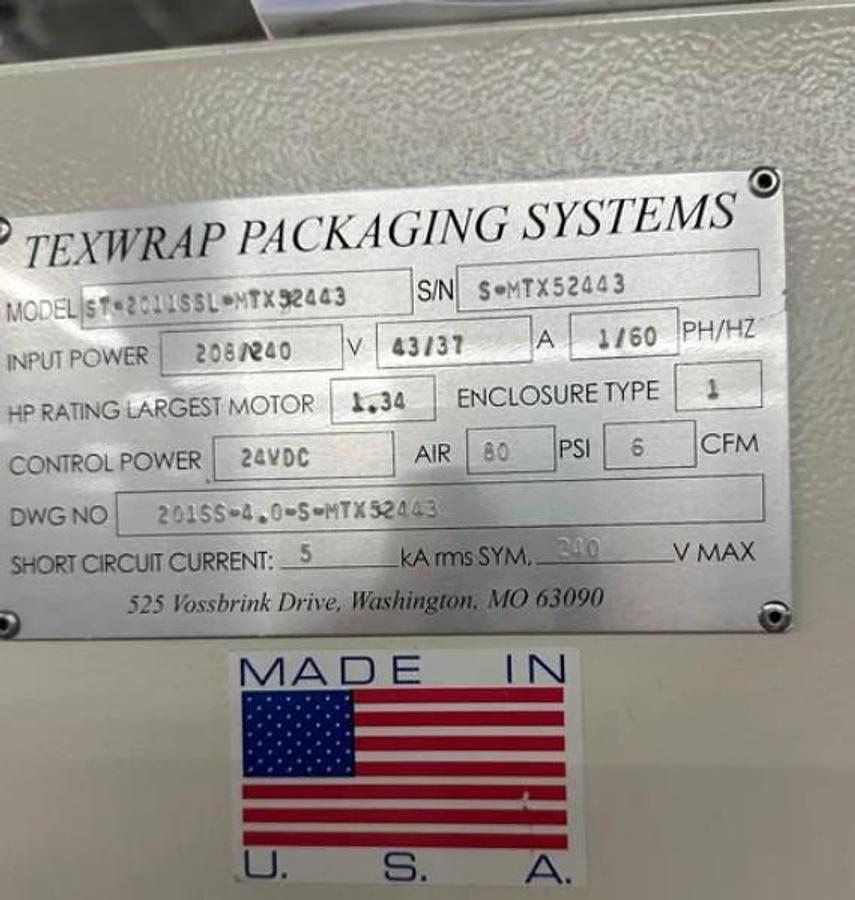 TEXWRAP PACKAGING SYSTEMS
MODEL ST-2011SSL-MTX52443 S/N S-MTX52443
INPUT POWER 208/240 V 43/37 A 1/60 PH/HZ
HP RATING LARGEST MOTOR 1.34 ENCLOSURE TYPE 1
CONTROL POWER 24VDC AIR 80 PSI 6 CFM
DWG NO 201SS-4.0-S-MTX52443
SHORT CIRCUIT CURRENT: 5 kA rms SYM, 240 V MAX
525 Vossbrink Drive, Washington, MO 63090
MADE IN
U. S. A.